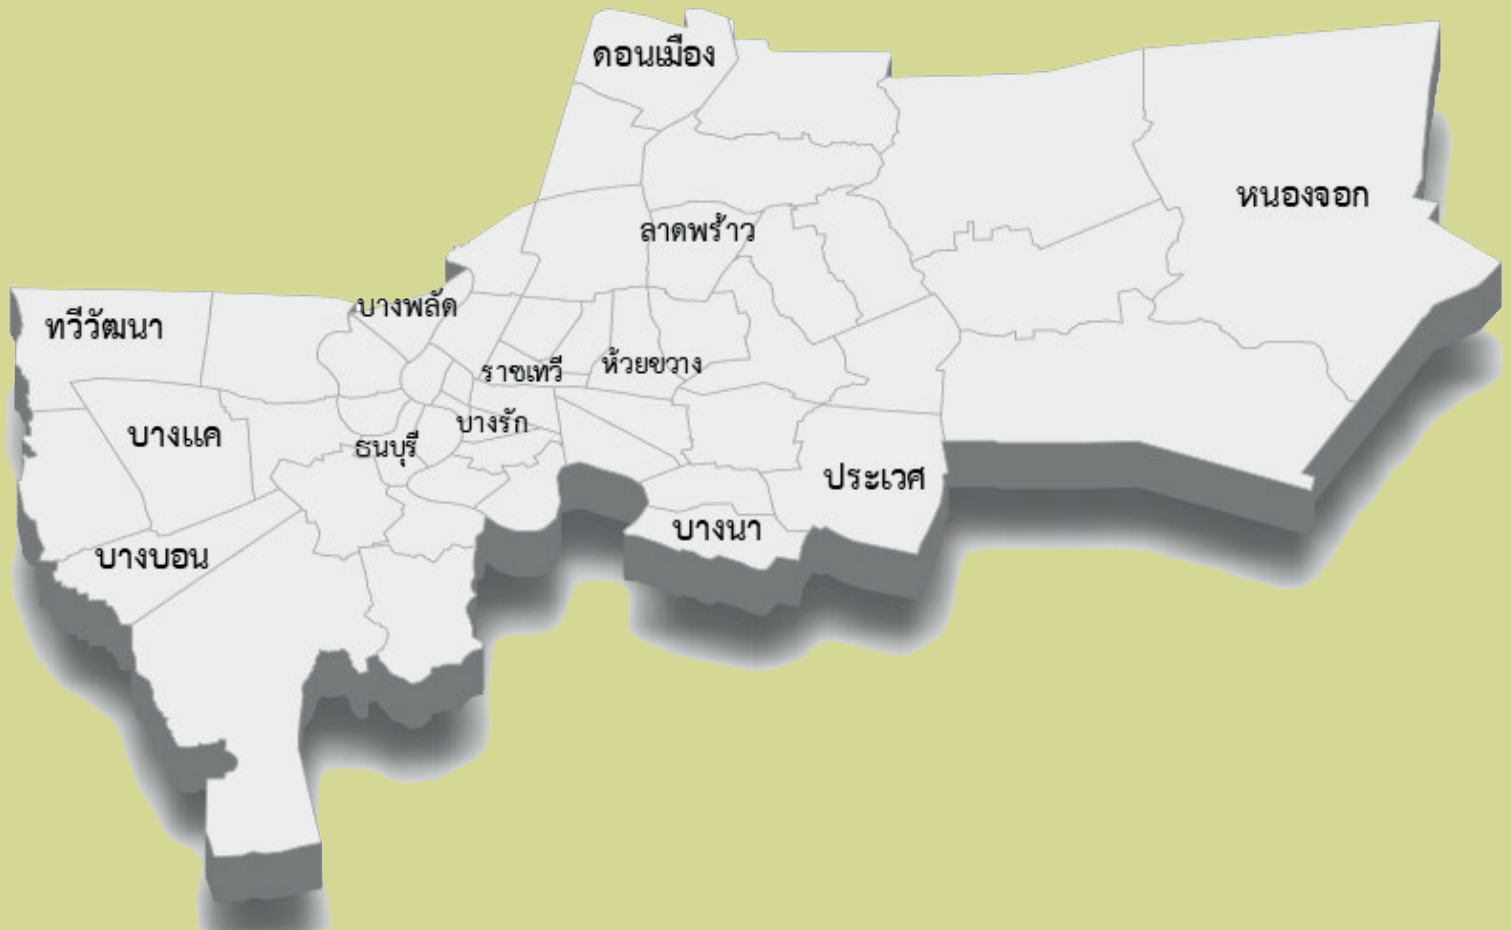 ดอนเมือง
หนองจอก
ลาดพร้าว
บางพลัด
ทวีวัฒนา
ราชเทวี
ห้วยขวาง
บางรัก
บางแค
ธนบุรี
ประเวศ
บางนา
บางบอน